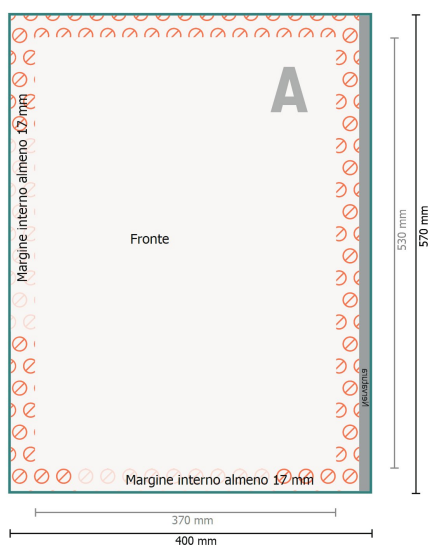 A
Margine interno almeno 17 mm
Fronte
530 mm
570 mm
Margine interno almeno 17 mm
370 mm
400 mm